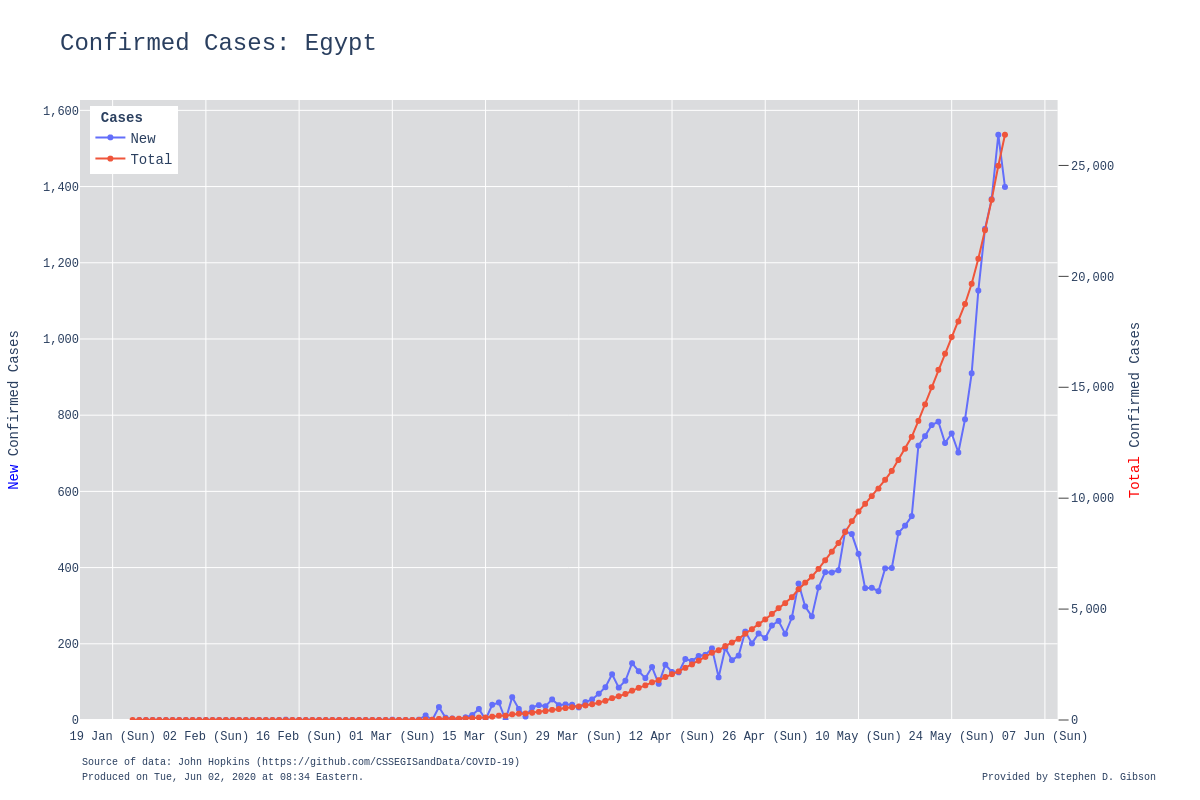 Confirmed Cases: Egypt
Cases
New
Total
1,600
1,400
1,200
1,000
800
600
400
200
0
New Confirmed Cases
25,000
20,000
15,000
10,000
5,000
0
Total Confirmed Cases
19 Jan (Sun) 02 Feb (Sun) 16 Feb (Sun) 01 Mar (Sun) 15 Mar (Sun) 29 Mar (Sun) 12 Apr (Sun) 26 Apr (Sun) 10 May (Sun) 24 May (Sun) 07 Jun (Sun)
Source of data: John Hopkins (https://github.com/CSSEGISandData/COVID-19)
Produced on Tue, Jun 02, 2020 at 08:34 Eastern.
Provided by Stephen D. Gibson